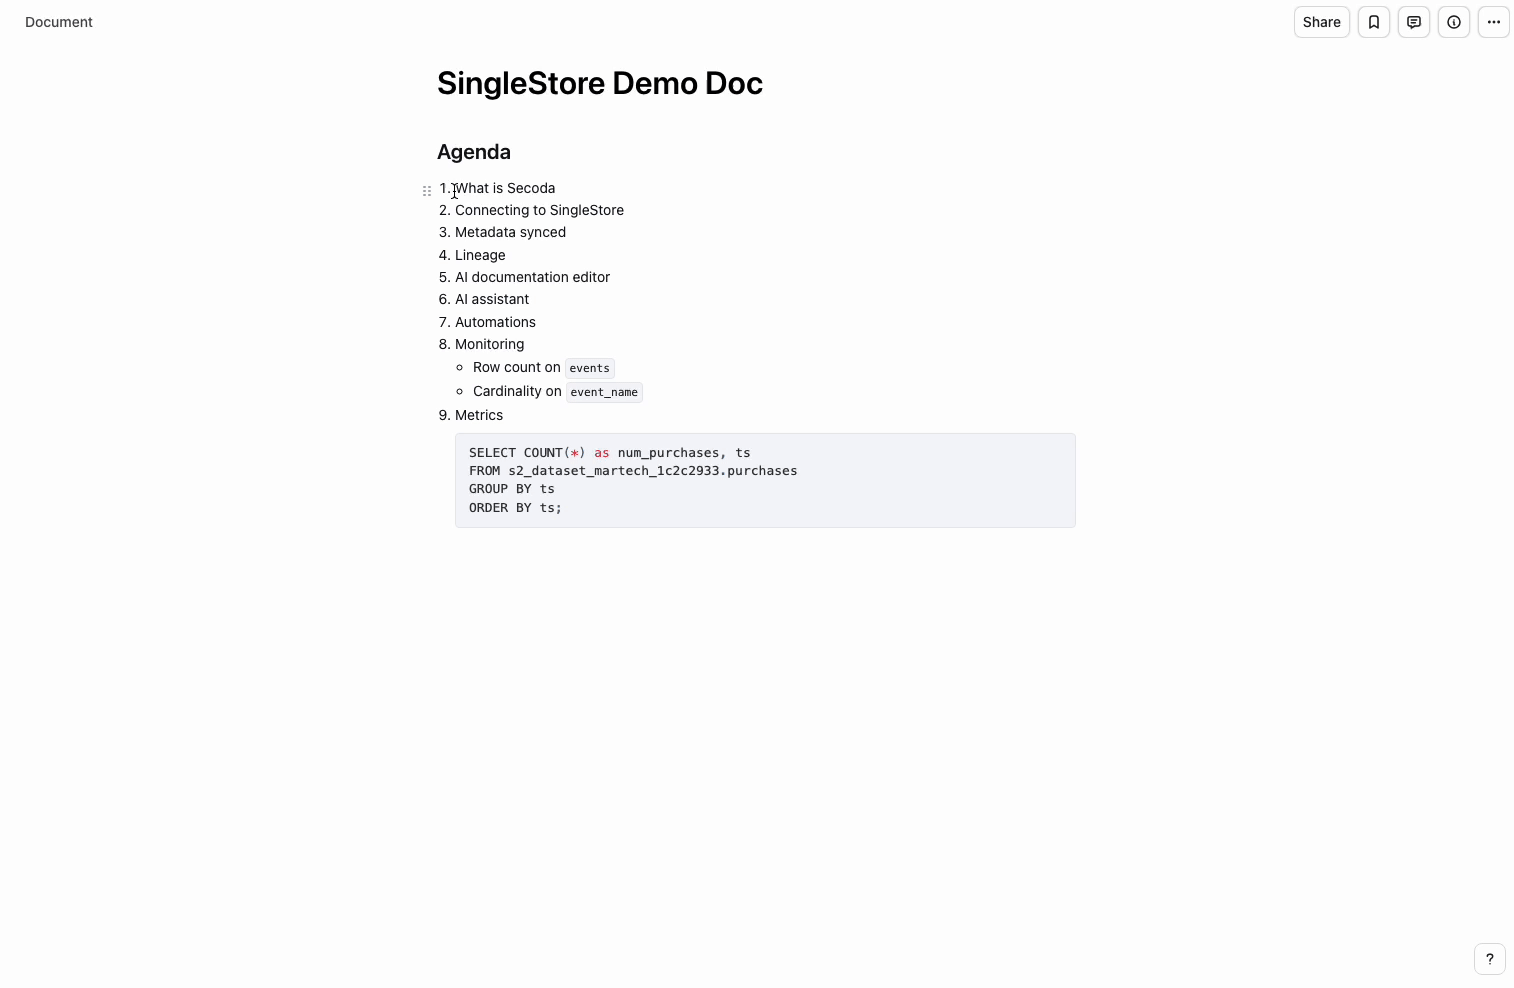 Document
Share
SingleStore Demo Doc
Agenda
1. What is Secoda
2. Connecting to SingleStore
3. Metadata synced
4. Lineage
5. AI documentation editor
6. AI assistant
7. Automations
8. Monitoring
Row count on events
Cardinality on event_name
9. Metrics
SELECT COUNT(*) as num_purchases, ts
FROM s2_dataset_martech_1c2c2933.purchases
GROUP BY ts
ORDER BY ts;
?